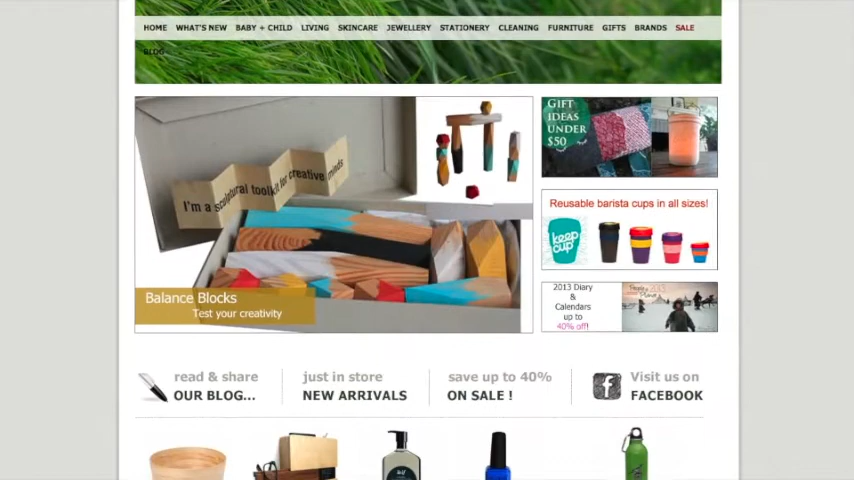 HOME WHAT'S NEW BABY + CHILD LIVING SKINCARE JEWELLERY STATIONERY CLEANING FURNITURE GIFTS BRANDS SALE
BLOG
I'm a sculptural toolkit for creative minds
Balance Blocks
Test your creativity
GIFT
IDEAS
UNDER
$50
Reusable barista cups in all sizes!
keep
cup
2013 Diary
&
Calendars
up to
40% off!
read & share
OUR BLOG...
just in store
NEW ARRIVALS
save up to 40%
ON SALE !
Visit us on
FACEBOOK